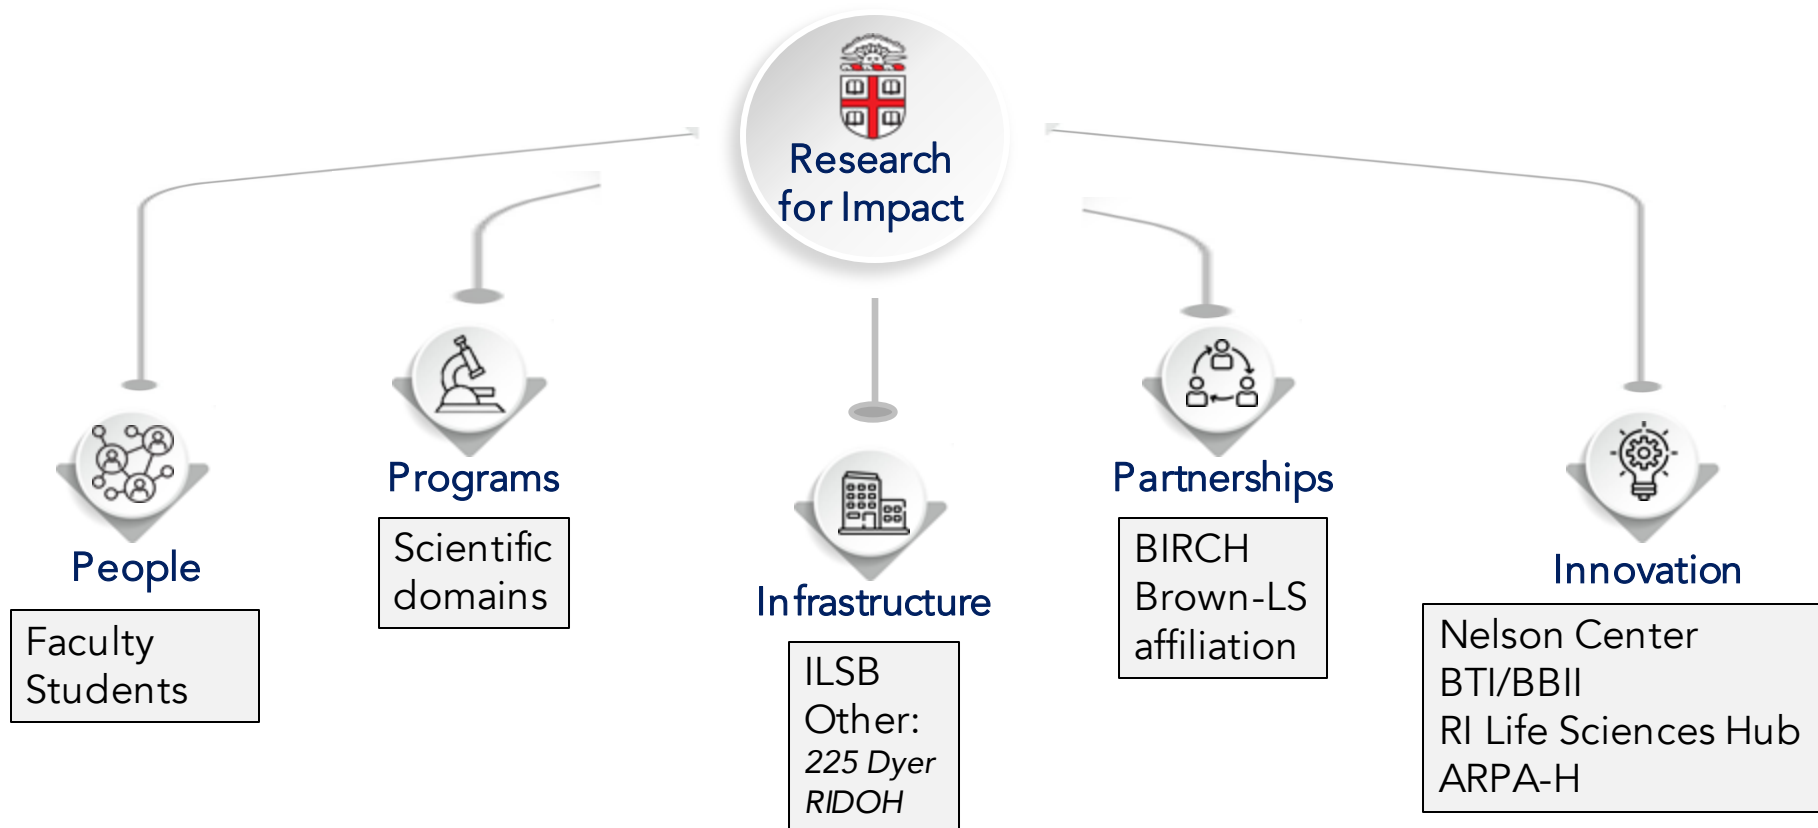 Research
for Impact
People
Faculty
Students
Programs
Scientific
domains
Infrastructure
ILSB
Other:
225 Dyer
RIDOH
Partnerships
BIRCH
Brown-LS
affiliation
Innovation
Nelson Center
BTI/BBII
RI Life Sciences Hub
ARPA-H